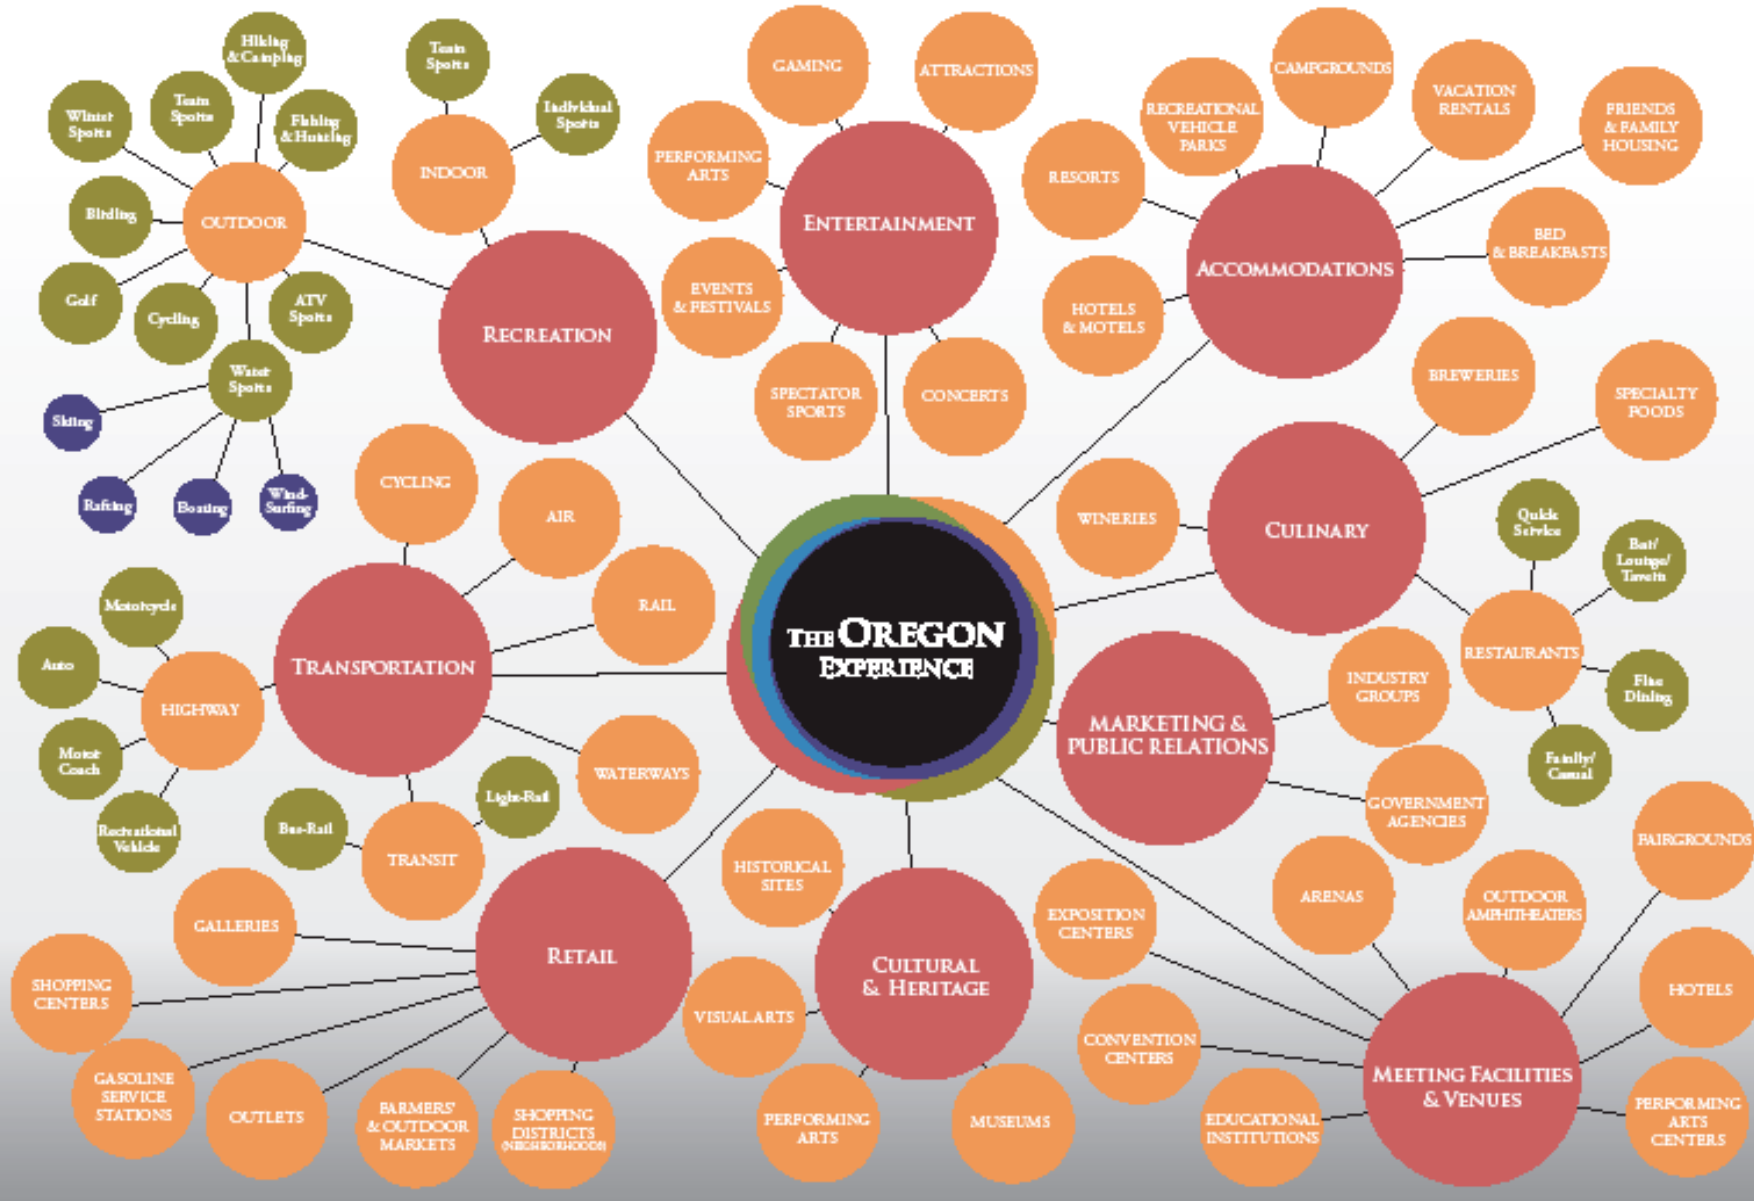 THE OREGON
EXPERIENCE
RECREATION
OUTDOOR
Winter
Sports
Team
Sports
Hiking
& Camping
Fishing
& Hunting
Birding
Golf
Cycling
ATV
Sports
Water
Sports
Skiing
Rafting
Boating
Wind-
Surfing
INDOOR
Team
Sports
Individual
Sports
ENTERTAINMENT
GAMING
ATTRACTIONS
PERFORMING
ARTS
EVENTS
& FESTIVALS
SPECTATOR
SPORTS
CONCERTS
ACCOMMODATIONS
RESORTS
RECREATIONAL
VEHICLE
PARKS
CAMPGROUNDS
VACATION
RENTALS
FRIENDS
& FAMILY
HOUSING
BED
& BREAKFASTS
HOTELS
& MOTELS
CULINARY
BREWERIES
SPECIALTY
FOODS
WINERIES
RESTAURANTS
Quick
Service
Bar/
Lounge/
Tavern
Fine
Dining
Family/
Casual
MARKETING &
PUBLIC RELATIONS
INDUSTRY
GROUPS
GOVERNMENT
AGENCIES
MEETING FACILITIES
& VENUES
EXPOSITION
CENTERS
ARENAS
OUTDOOR
AMPHITHEATERS
FAIRGROUNDS
HOTELS
PERFORMING
ARTS
CENTERS
CONVENTION
CENTERS
EDUCATIONAL
INSTITUTIONS
CULTURAL
& HERITAGE
HISTORICAL
SITES
VISUAL ARTS
PERFORMING
ARTS
MUSEUMS
RETAIL
GALLERIES
SHOPPING
CENTERS
GASOLINE
SERVICE
STATIONS
OUTLETS
FARMERS'
& OUTDOOR
MARKETS
SHOPPING
DISTRICTS
(NEIGHBORHOODS)
TRANSPORTATION
CYCLING
AIR
RAIL
WATERWAYS
HIGHWAY
Motorcycle
Auto
Motor
Coach
Recreational
Vehicle
TRANSIT
Bus-Rail
Light-Rail